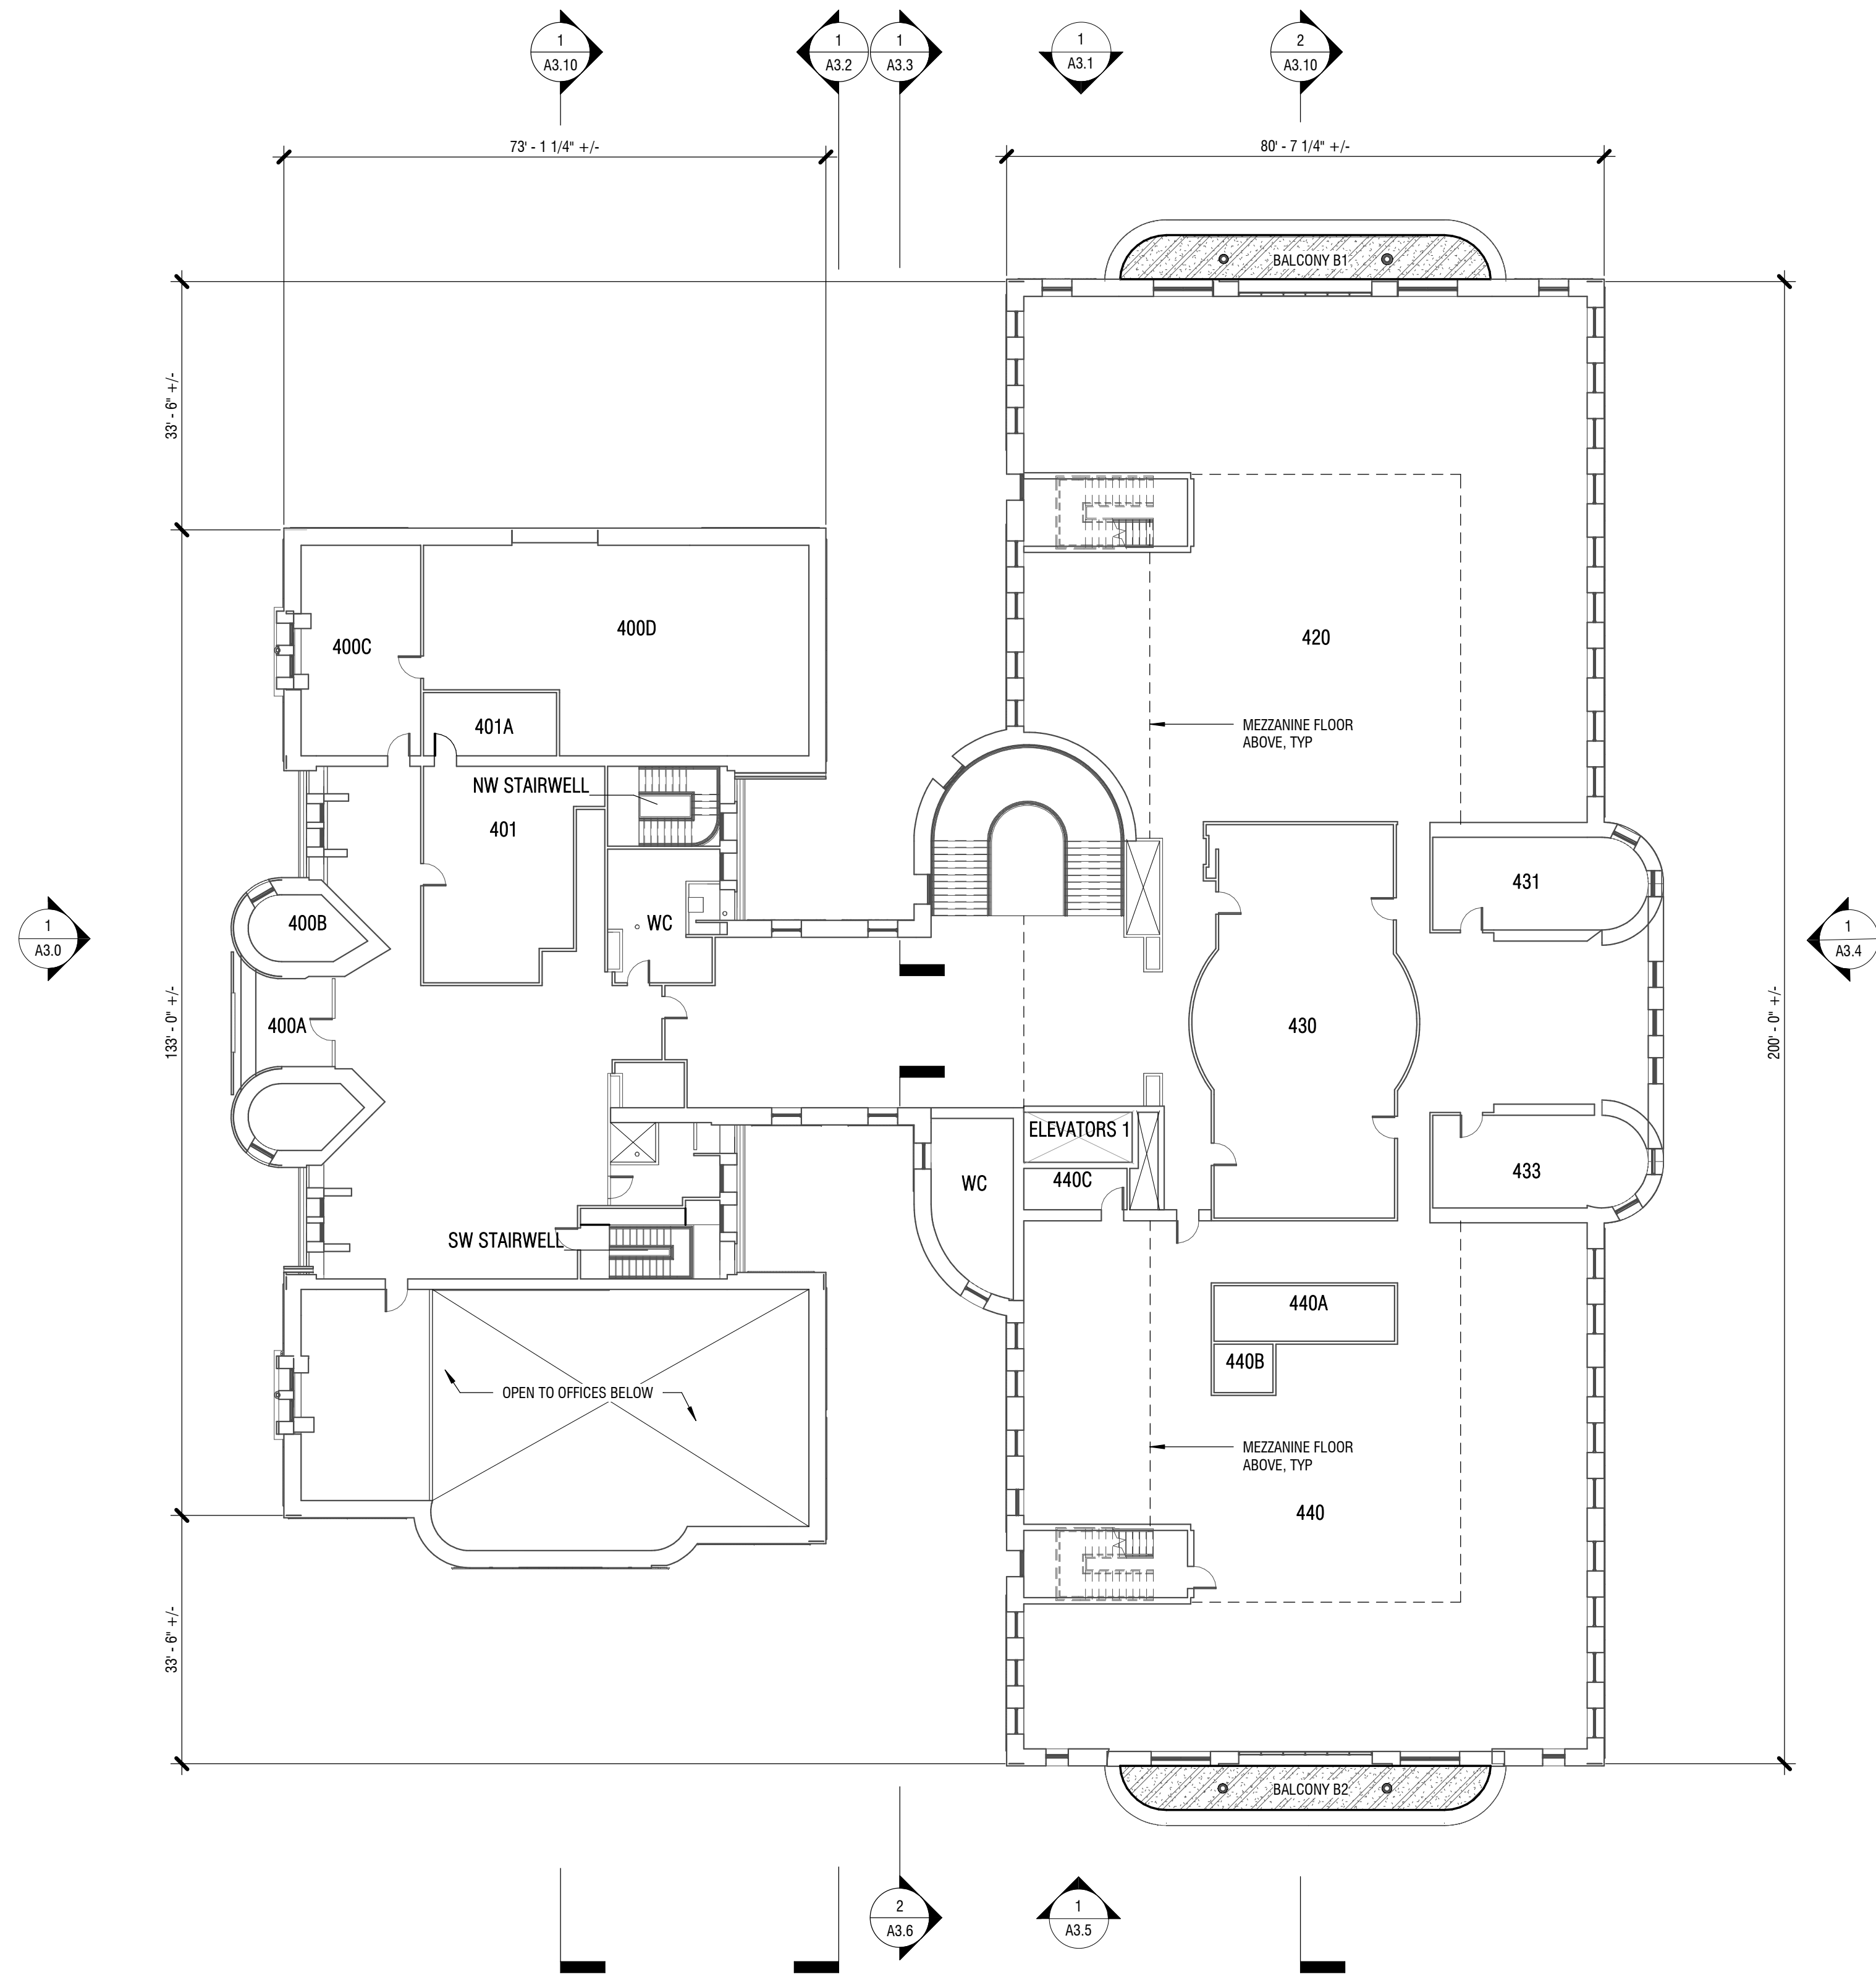 1
A3.10
1
A3.2
1
A3.3
1
A3.1
2
A3.10
73' - 1 1/4" +/-
80' - 7 1/4" +/-
BALCONY B1
33' - 6" +/-
400C
400D
420
401A
MEZZANINE FLOOR
ABOVE, TYP
NW STAIRWELL
401
431
400B
WC
1
A3.0
1
A3.4
133' - 0" +/-
400A
430
200' - 0" +/-
ELEVATORS 1
WC
440C
433
SW STAIRWELL
440A
440B
OPEN TO OFFICES BELOW
MEZZANINE FLOOR
ABOVE, TYP
440
33' - 6" +/-
BALCONY B2
2
A3.6
1
A3.5